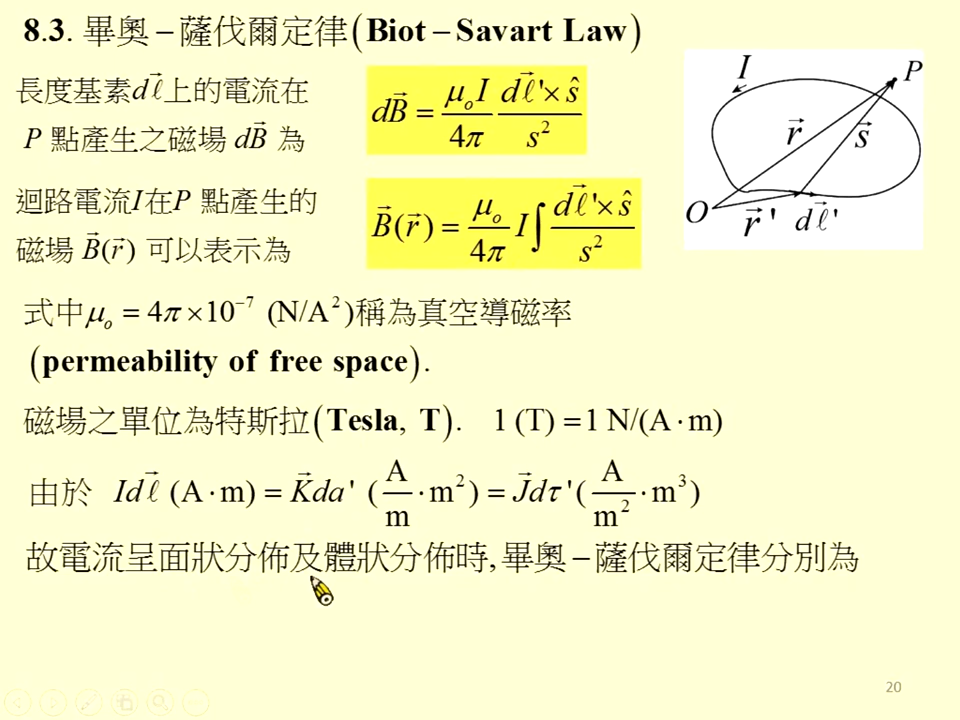 8.3. 畢奧－薩伐爾定律(Biot－Savart Law)
長度基素dℓ⃗上的電流在
P 點產生之磁場 dB⃗ 為
dB⃗ = μₒI/4π dℓ⃗'×ŝ/s²
迴路電流I在P 點產生的
磁場 B⃗(r⃗) 可以表示為
B⃗(r⃗) = μₒ/4π I∫ dℓ⃗'×ŝ/s²
I
P
r⃗
s⃗
O
r⃗'
dℓ⃗'
式中μₒ = 4π×10⁻⁷ (N/A²)稱為真空導磁率
(permeability of free space).
磁場之單位為特斯拉(Tesla, T). 1 (T) =1 N/(A·m)
由於 Idℓ⃗ (A·m) = K⃗da' (A/m·m²) = J⃗dτ'(A/m²·m³)
故電流呈面狀分佈及體狀分佈時,畢奧－薩伐爾定律分別為
20